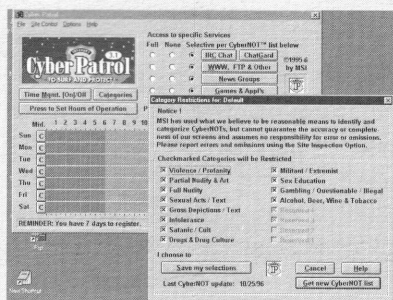 Cyber Patrol
File Site Control Options Help
3.1
CyberPatrol
TO SURF AND PROTECT
Time Mgmt. [On]/Off Categories
Press to Set Hours of Operation
Mid. 1 2 3 4 5 6 7 8 9 10
Sun C
Mon C
Tue C
Wed C
Thu C
Fri C
Sat C
REMINDER: You have 7 days to register.
Access to specific Services
Full None Selective per CyberNOT™ list below
IRC Chat ChatGard
WWW, FTP & Other
News Groups
Games & Appl's
©1995-6
by MSI
Category Restrictions for: Default
Notice !
MSI has used what we believe to be reasonable means to identify and
categorize CyberNOTs, but cannot guarantee the accuracy or complete
ness of our screens and assumes no responsibility for error or omissions.
Please report errors and omissions using the Site Inspection Option.
Checkmarked Categories will be Restricted
Violence / Profanity
Partial Nudity & Art
Full Nudity
Sexual Acts / Text
Gross Depictions / Text
Intolerance
Satanic / Cult
Drugs & Drug Culture
Militant / Extremist
Sex Education
Gambling / Questionable / Illegal
Alcohol, Beer, Wine & Tobacco
I choose to
Save my selections
Cancel Help
Last CyberNOT update: 10/25/96
Get new CyberNOT list